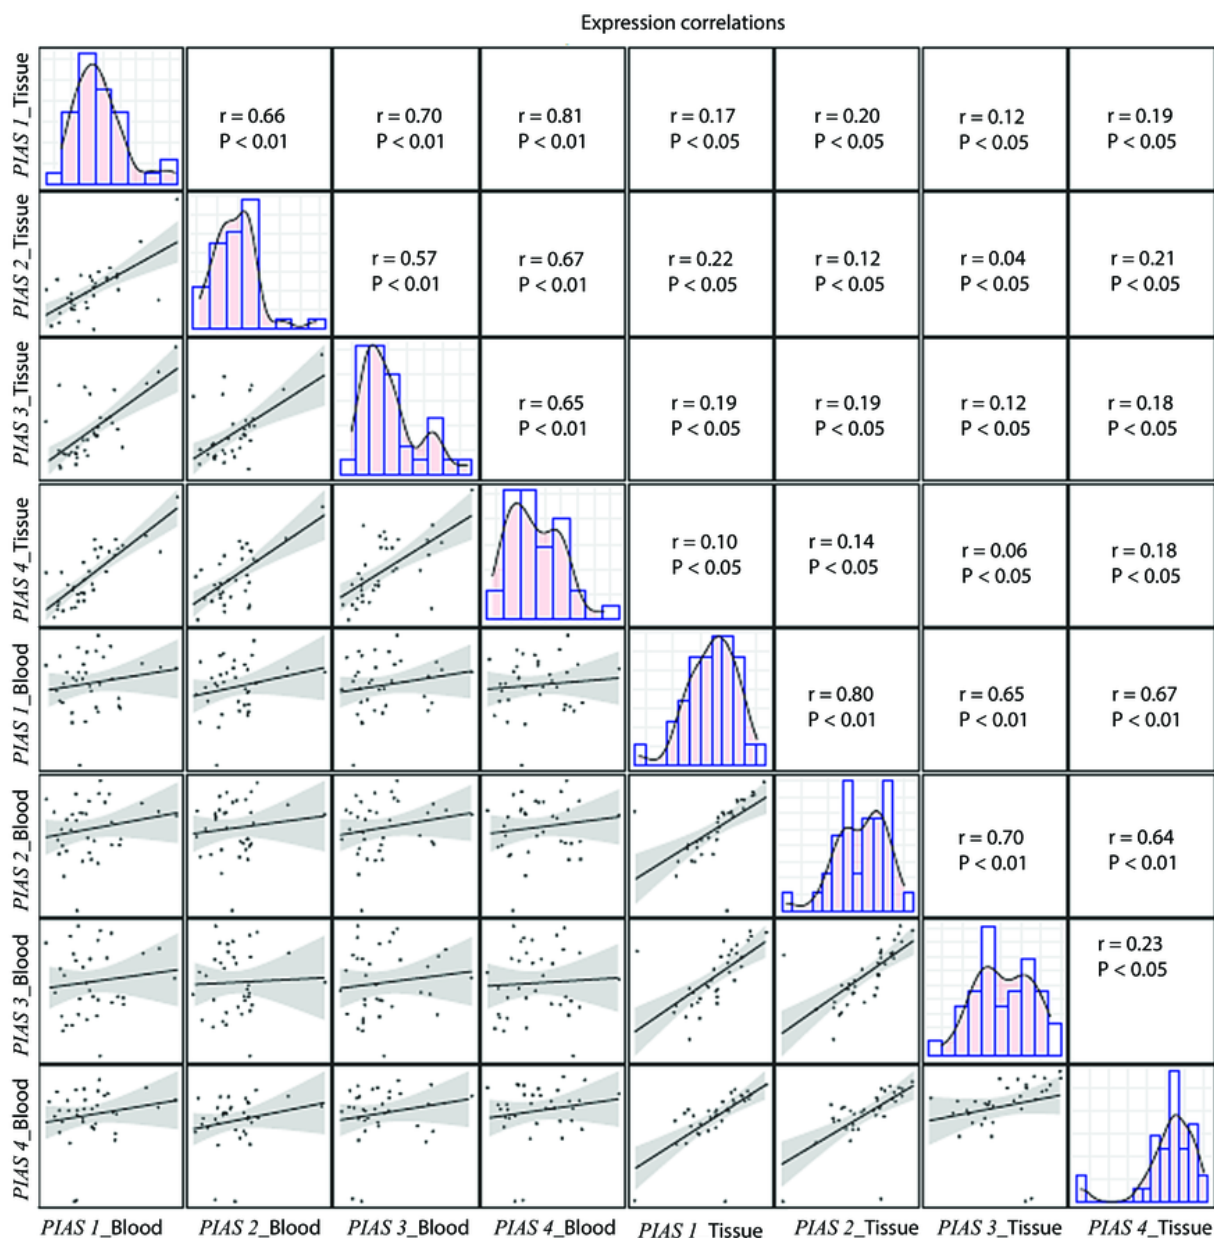 Expression correlations
PIAS 1_Tissue
r = 0.66
P < 0.01
r = 0.70
P < 0.01
r = 0.81
P < 0.01
r = 0.17
P < 0.05
r = 0.20
P < 0.05
r = 0.12
P < 0.05
r = 0.19
P < 0.05
PIAS 2_Tissue
r = 0.57
P < 0.01
r = 0.67
P < 0.01
r = 0.22
P < 0.05
r = 0.12
P < 0.05
r = 0.04
P < 0.05
r = 0.21
P < 0.05
PIAS 3_Tissue
r = 0.65
P < 0.01
r = 0.19
P < 0.05
r = 0.19
P < 0.05
r = 0.12
P < 0.05
r = 0.18
P < 0.05
PIAS 4_Tissue
r = 0.10
P < 0.05
r = 0.14
P < 0.05
r = 0.06
P < 0.05
r = 0.18
P < 0.05
PIAS 1_Blood
r = 0.80
P < 0.01
r = 0.65
P < 0.01
r = 0.67
P < 0.01
PIAS 2_Blood
r = 0.70
P < 0.01
r = 0.64
P < 0.01
PIAS 3_Blood
r = 0.23
P < 0.05
PIAS 4_Blood
PIAS 1_Blood
PIAS 2_Blood
PIAS 3_Blood
PIAS 4_Blood
PIAS 1_Tissue
PIAS 2_Tissue
PIAS 3_Tissue
PIAS 4_Tissue